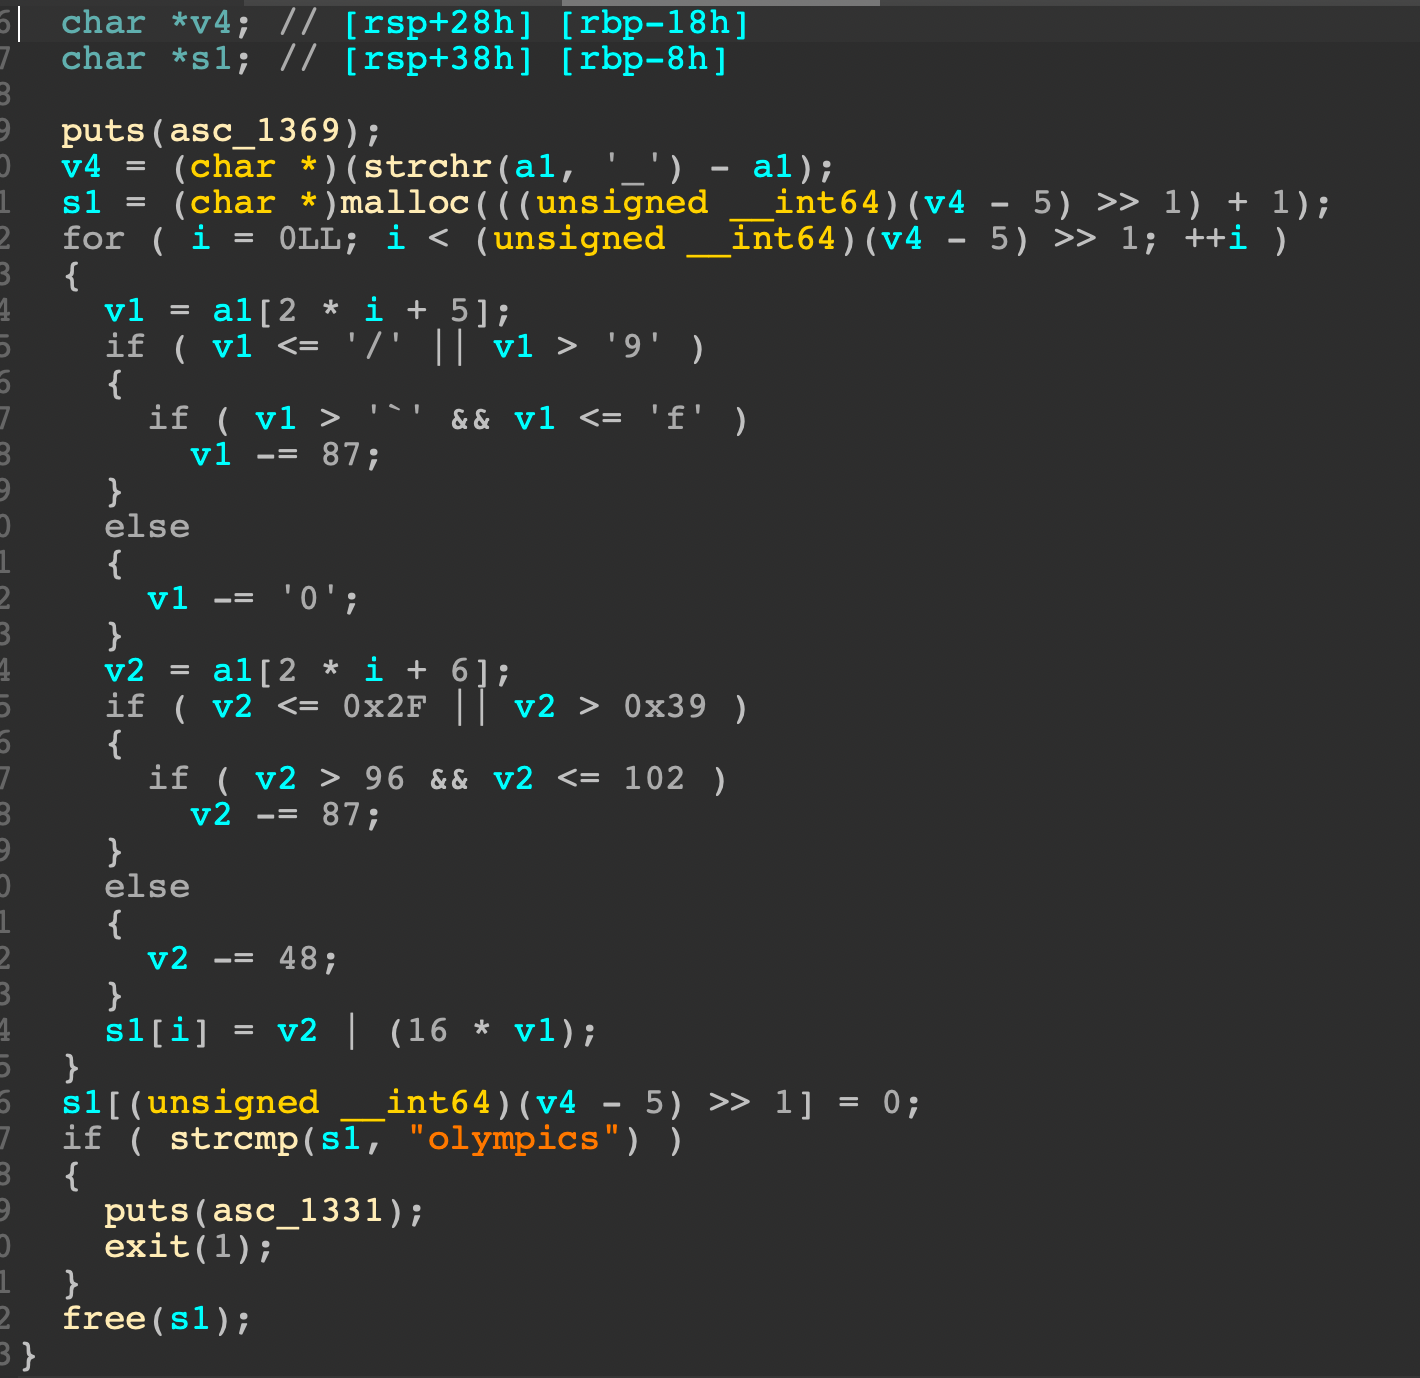 6   char *v4; // [rsp+28h] [rbp-18h]
7   char *s1; // [rsp+38h] [rbp-8h]
8
9   puts(asc_1369);
0   v4 = (char *)(strchr(a1, '_') - a1);
1   s1 = (char *)malloc(((unsigned __int64)(v4 - 5) >> 1) + 1);
2   for ( i = 0LL; i < (unsigned __int64)(v4 - 5) >> 1; ++i )
3   {
4     v1 = a1[2 * i + 5];
5     if ( v1 <= '/' || v1 > '9' )
6     {
7       if ( v1 > '`' && v1 <= 'f' )
8         v1 -= 87;
9     }
0     else
1     {
2       v1 -= '0';
3     }
4     v2 = a1[2 * i + 6];
5     if ( v2 <= 0x2F || v2 > 0x39 )
6     {
7       if ( v2 > 96 && v2 <= 102 )
8         v2 -= 87;
9     }
0     else
1     {
2       v2 -= 48;
3     }
4     s1[i] = v2 | (16 * v1);
5   }
6   s1[(unsigned __int64)(v4 - 5) >> 1] = 0;
7   if ( strcmp(s1, "olympics") )
8   {
9     puts(asc_1331);
0     exit(1);
1   }
2   free(s1);
3 }